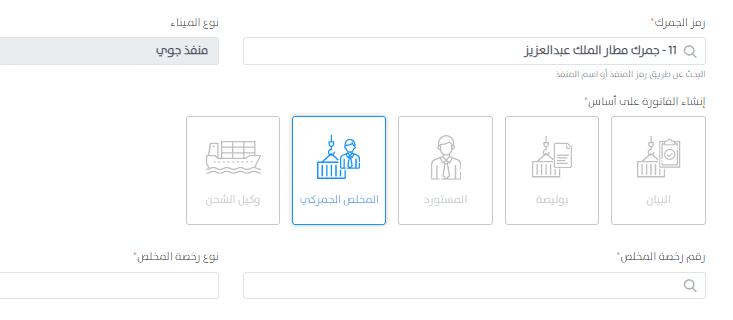 رمز الجمرك* نوع الميناء
11 - جمرك مطار الملك عبدالعزيز منفذ جوي
البحث عن طريق رمز المنفذ أو اسم المنفذ
إنشاء الفاتورة على أساس*
البيان بوليصة المستورد المخلص الجمركي وكيل الشحن
رقم رخصة المخلص* نوع رخصة المخلص*